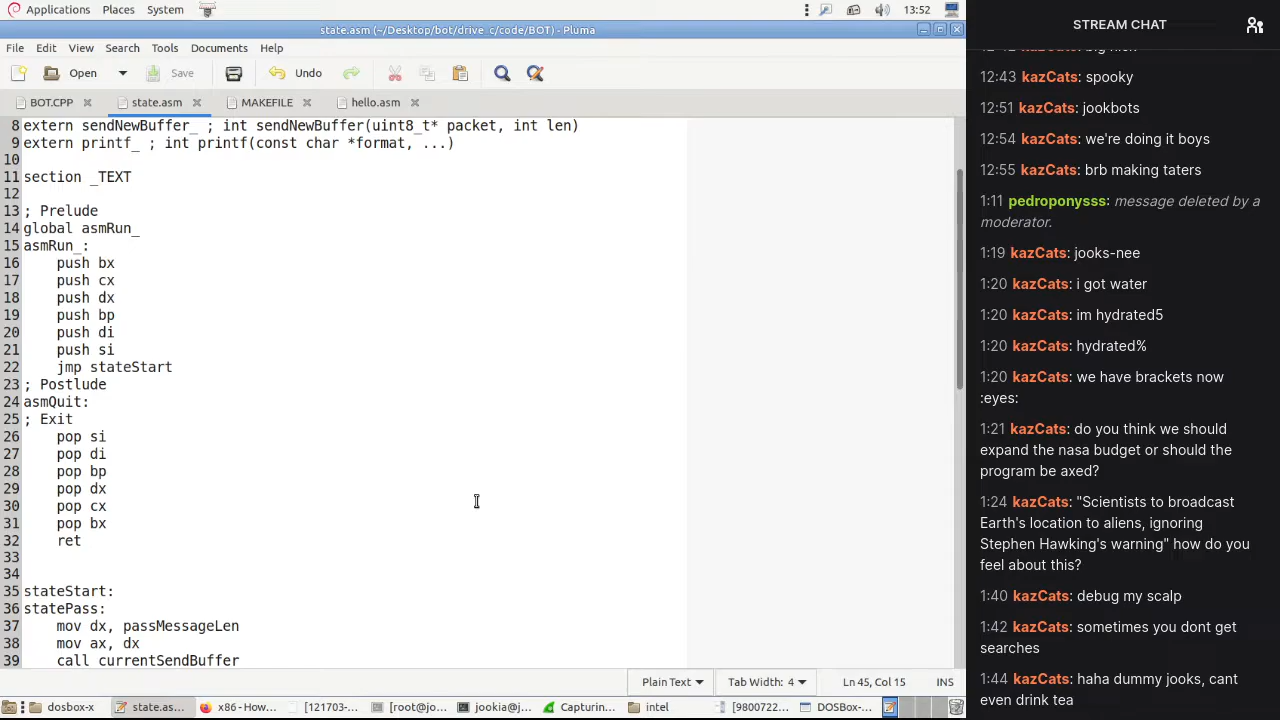 Applications Places System 13:52
state.asm (~/Desktop/bot/drive_c/code/BOT) - Pluma
File Edit View Search Tools Documents Help
Open Save Undo
BOT.CPP state.asm MAKEFILE hello.asm
8 extern sendNewBuffer_ ; int sendNewBuffer(uint8_t* packet, int len)
9 extern printf_ ; int printf(const char *format, ...)
10
11 section _TEXT
12
13 ; Prelude
14 global asmRun_
15 asmRun_:
16 push bx
17 push cx
18 push dx
19 push bp
20 push di
21 push si
22 jmp stateStart
23 ; Postlude
24 asmQuit:
25 ; Exit
26 pop si
27 pop di
28 pop bp
29 pop dx
30 pop cx
31 pop bx
32 ret
33
34
35 stateStart:
36 statePass:
37 mov dx, passMessageLen
38 mov ax, dx
39 call currentSendBuffer
Plain Text Tab Width: 4 Ln 45, Col 15 INS
dosbox-x state.as... x86 - How... [121703-... [root@jo... jookia@j... Capturin... intel [9800722... DOSBox-...
STREAM CHAT
12:43 kazCats: spooky
12:51 kazCats: jookbots
12:54 kazCats: we're doing it boys
12:55 kazCats: brb making taters
1:11 pedroponysss: message deleted by a
moderator.
1:19 kazCats: jooks-nee
1:20 kazCats: i got water
1:20 kazCats: im hydrated5
1:20 kazCats: hydrated%
1:20 kazCats: we have brackets now
:eyes:
1:21 kazCats: do you think we should
expand the nasa budget or should the
program be axed?
1:24 kazCats: "Scientists to broadcast
Earth's location to aliens, ignoring
Stephen Hawking's warning" how do you
feel about this?
1:40 kazCats: debug my scalp
1:42 kazCats: sometimes you dont get
searches
1:44 kazCats: haha dummy jooks, cant
even drink tea